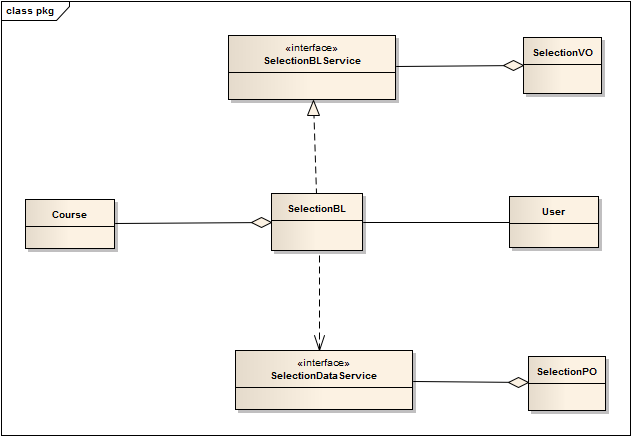 class pkg
«interface»
SelectionBLService
SelectionVO
Course
SelectionBL
User
«interface»
SelectionDataService
SelectionPO